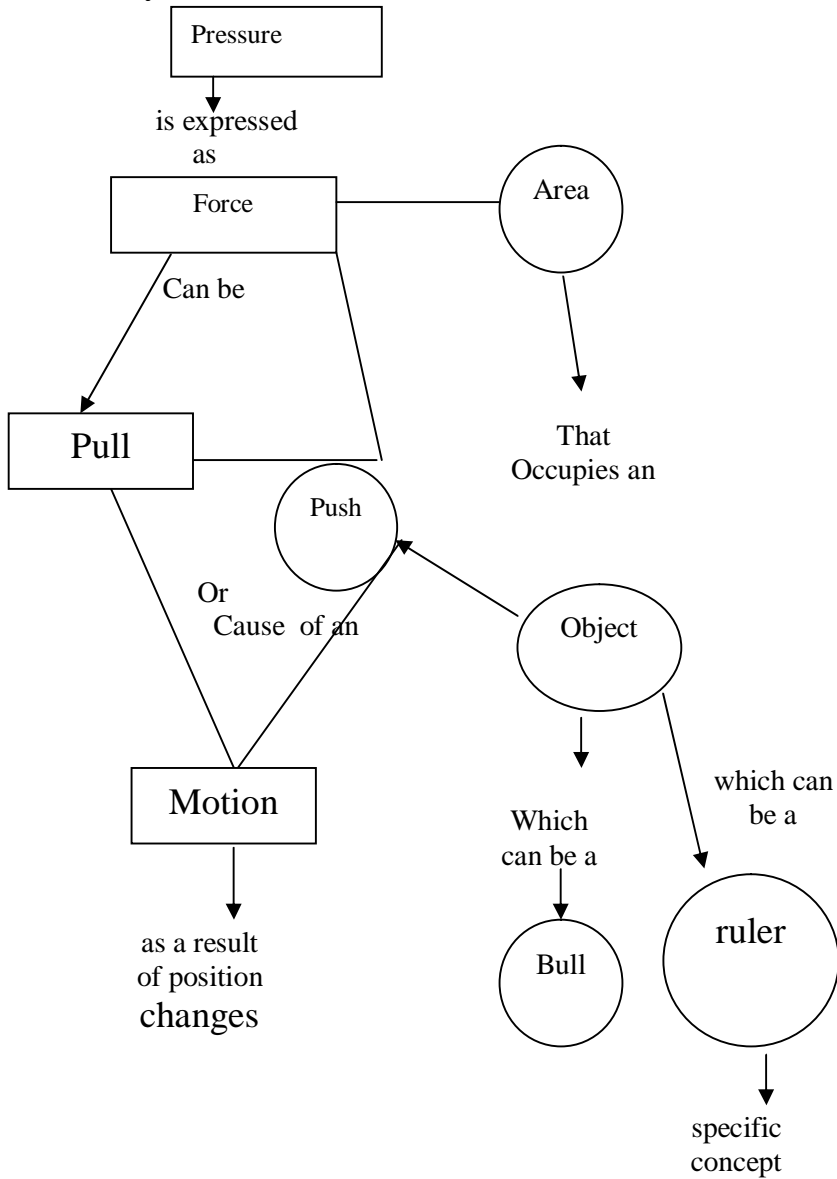 Pressure
is expressed
as
Force
Area
Can be
Pull
That
Occupies an
Push
Or
Cause of an
Object
Motion
which can
be a
Which
can be a
ruler
as a result
of position
changes
Bull
specific
concept